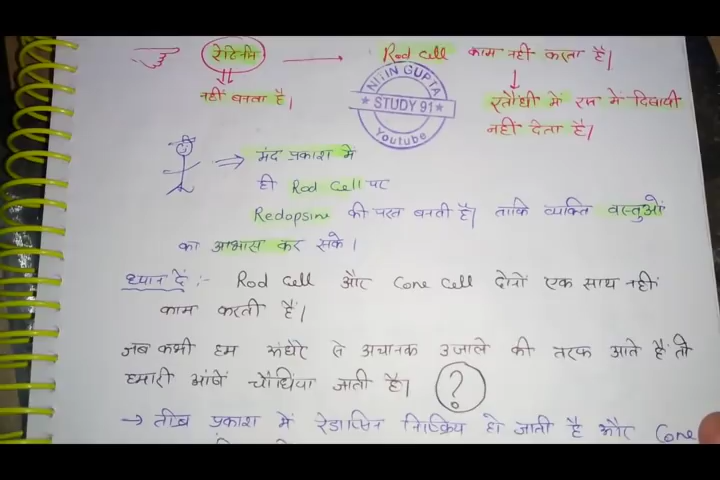 रेटिनिन → Rod cell काम नहीं करता है।
नहीं बनता है।
रतौंधी में रात में दिखायी
नहीं देता है।
NITIN GUPTA
★ STUDY 91 ★
Youtube
⇒ मंद प्रकाश में
ही Rod Cell पर
Redopsine की परत बनती है। ताकि व्यक्ति वस्तुओं
का आभास कर सके।
ध्यान दें :- Rod Cell और Cone Cell दोनों एक साथ नहीं
काम करती हैं।
जब कभी हम अंधेरे से अचानक उजाले की तरफ आते हैं तो
हमारी आंखें चौंधिया जाती है। ?
→ तीव्र प्रकाश में रेडाप्सिन निष्क्रिय हो जाती है और Cone